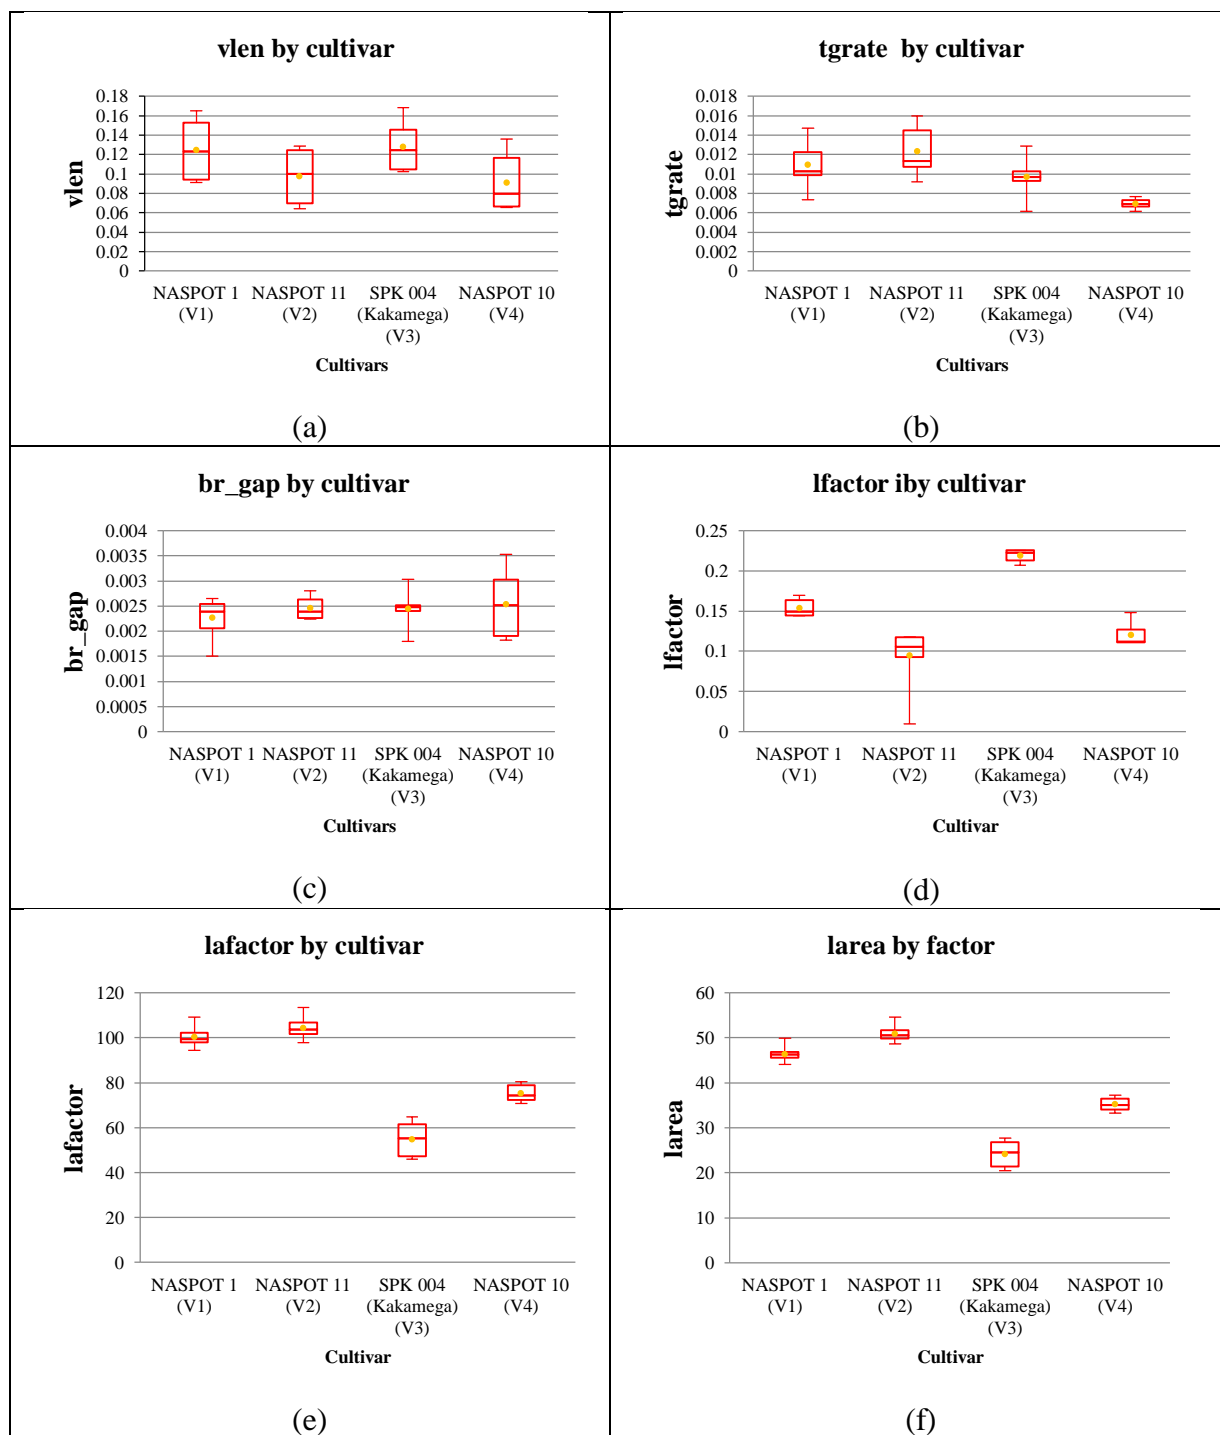 vlen by cultivar
vlen
0.18
0.16
0.14
0.12
0.1
0.08
0.06
0.04
0.02
0
NASPOT 1 NASPOT 11 SPK 004 NASPOT 10
(V1) (V2) (Kakamega) (V4)
(V3)
Cultivars
(a)
tgrate by cultivar
tgrate
0.018
0.016
0.014
0.012
0.01
0.008
0.006
0.004
0.002
0
NASPOT 1 NASPOT 11 SPK 004 NASPOT 10
(V1) (V2) (Kakamega) (V4)
(V3)
Cultivars
(b)
br_gap by cultivar
br_gap
0.004
0.0035
0.003
0.0025
0.002
0.0015
0.001
0.0005
0
NASPOT 1 NASPOT 11 SPK 004 NASPOT 10
(V1) (V2) (Kakamega) (V4)
(V3)
Cultivars
(c)
lfactor iby cultivar
lfactor
0.25
0.2
0.15
0.1
0.05
0
NASPOT 1 NASPOT 11 SPK 004 NASPOT 10
(V1) (V2) (Kakamega) (V4)
(V3)
Cultivar
(d)
lafactor by cultivar
lafactor
120
100
80
60
40
20
0
NASPOT 1 NASPOT 11 SPK 004 NASPOT 10
(V1) (V2) (Kakamega) (V4)
(V3)
Cultivar
(e)
larea by factor
larea
60
50
40
30
20
10
0
NASPOT 1 NASPOT 11 SPK 004 NASPOT 10
(V1) (V2) (Kakamega) (V4)
(V3)
Cultivar
(f)